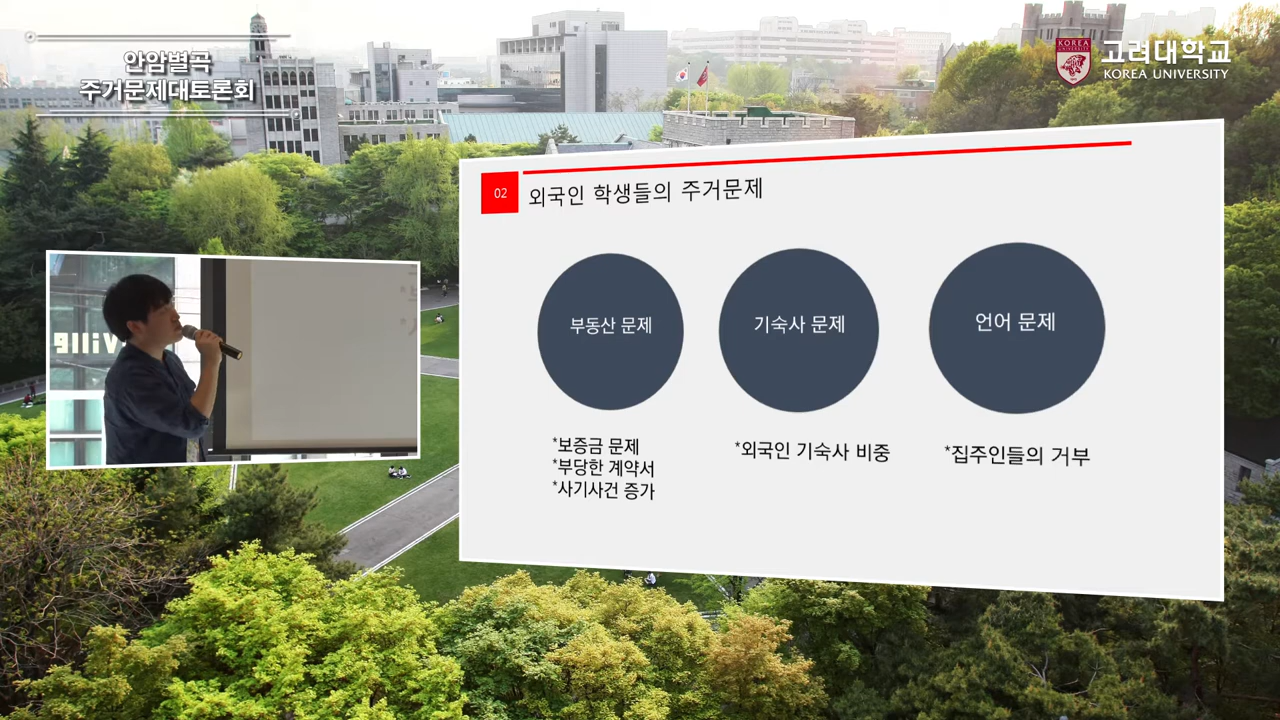 안암별곡
주거문제대토론회
KOREA
UNIVERSITY
고려대학교
KOREA UNIVERSITY
02
외국인 학생들의 주거문제
부동산 문제
기숙사 문제
언어 문제
*보증금 문제
*부당한 계약서
*사기사건 증가
*외국인 기숙사 비중
*집주인들의 거부
Ville